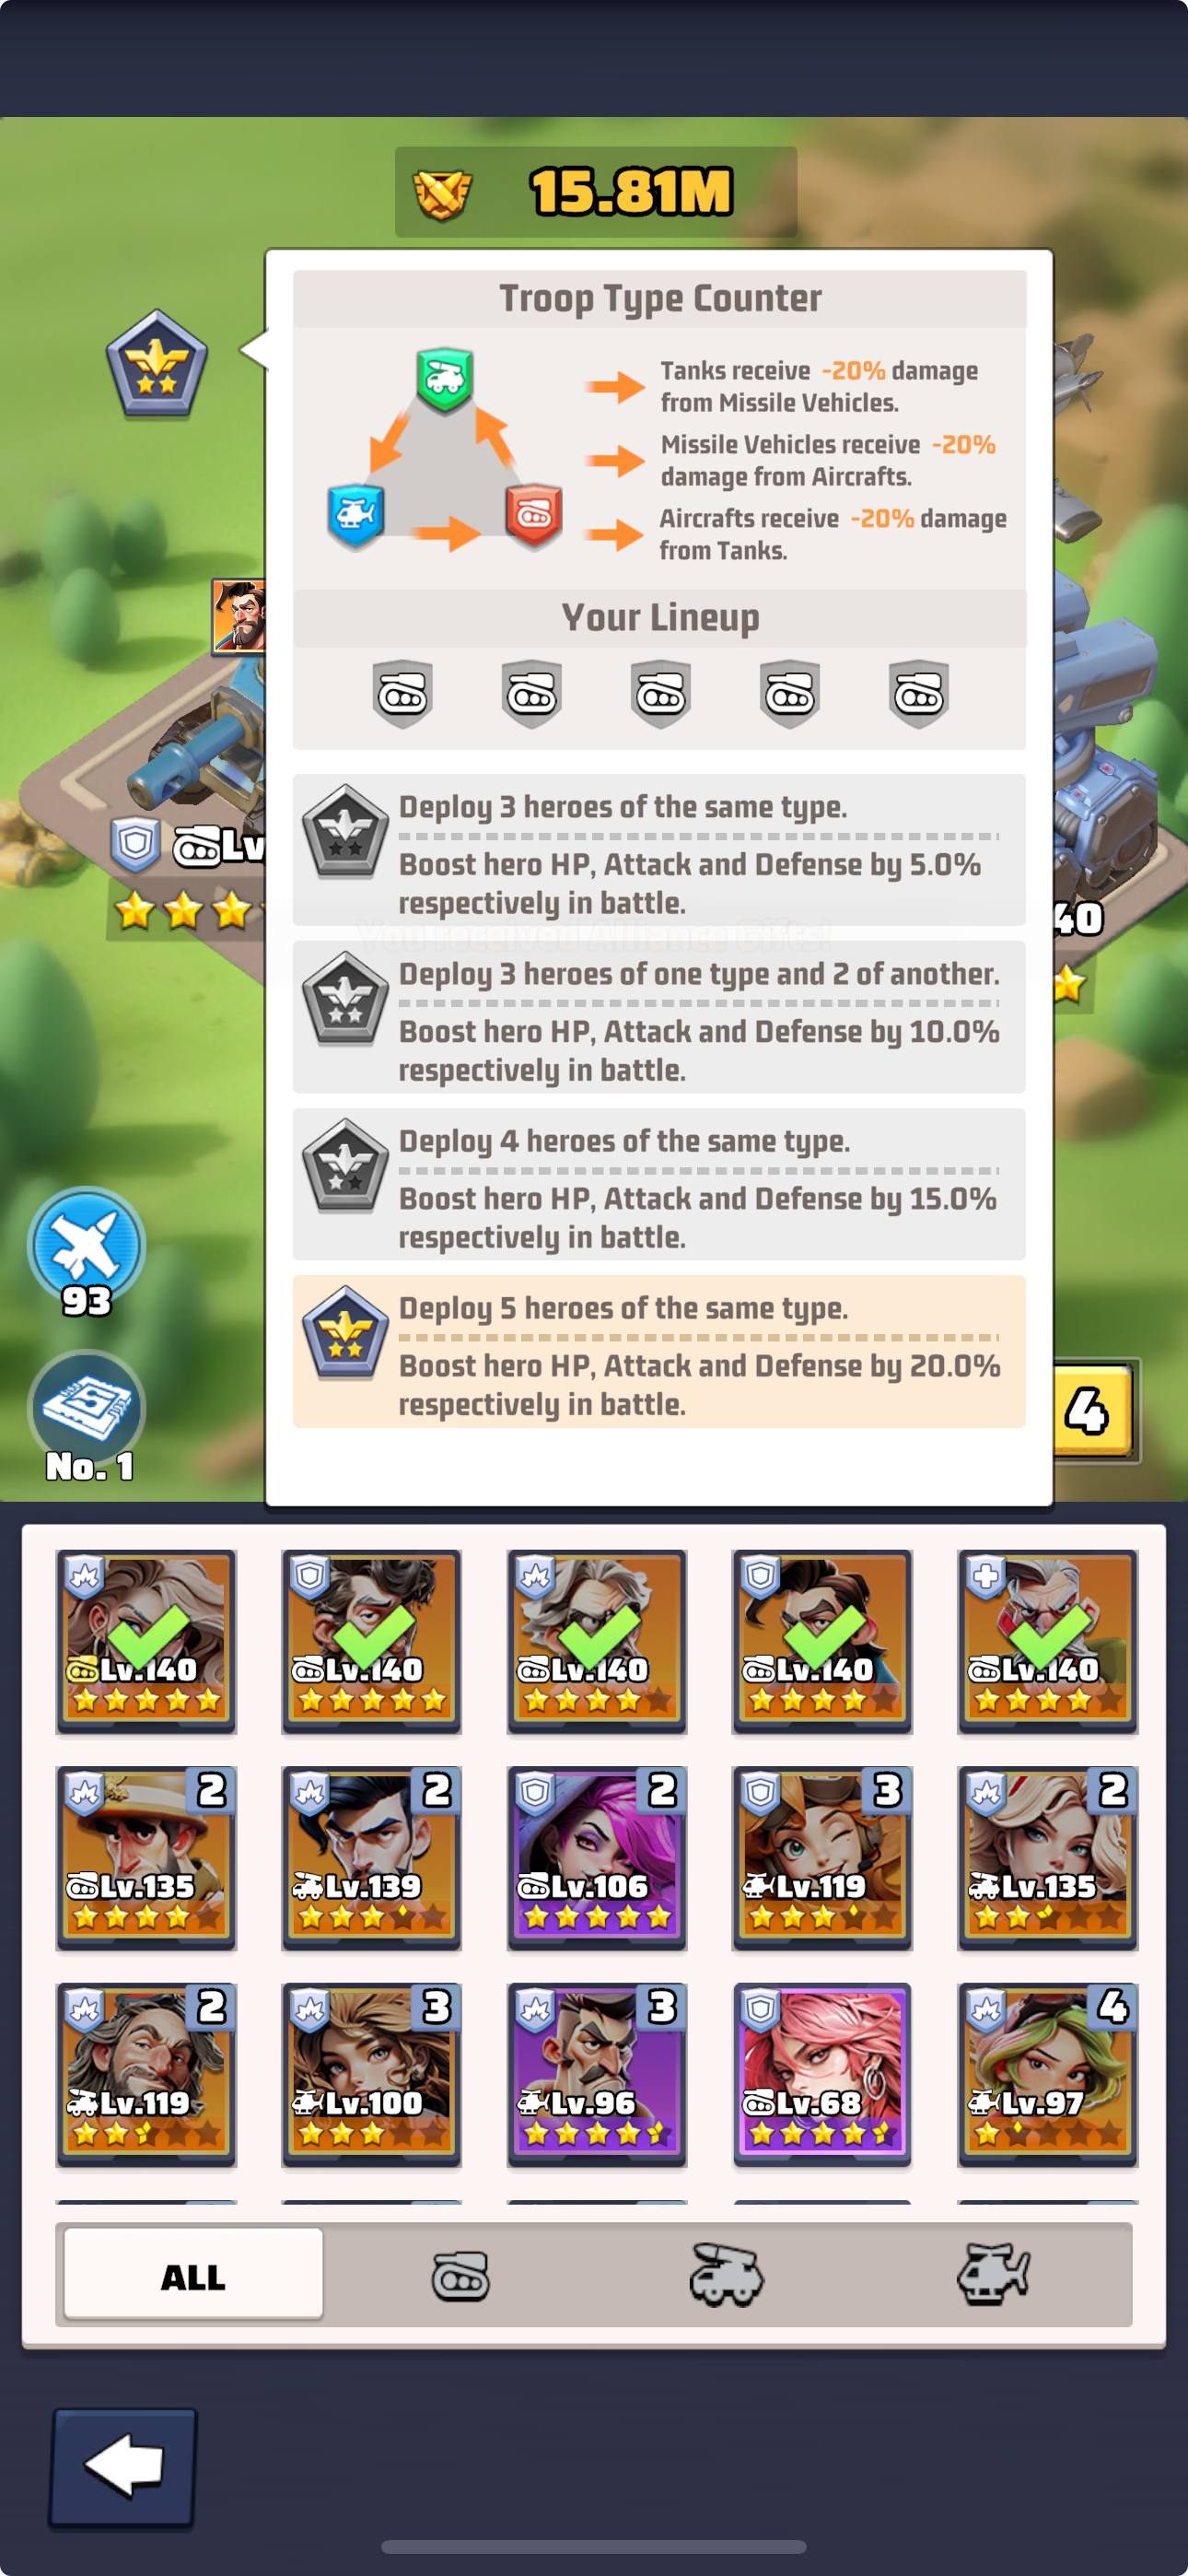 15.81M
Troop Type Counter
Tanks receive -20% damage
from Missile Vehicles.
Missile Vehicles receive -20%
damage from Aircrafts.
Aircrafts receive -20% damage
from Tanks.
Your Lineup
Lv
40
Deploy 3 heroes of the same type.
Boost hero HP, Attack and Defense by 5.0%
respectively in battle.
You received Alliance Gifts!
Deploy 3 heroes of one type and 2 of another.
Boost hero HP, Attack and Defense by 10.0%
respectively in battle.
Deploy 4 heroes of the same type.
Boost hero HP, Attack and Defense by 15.0%
respectively in battle.
93
Deploy 5 heroes of the same type.
Boost hero HP, Attack and Defense by 20.0%
respectively in battle.
4
No. 1
Lv.140 Lv.140 Lv.140 Lv.140 Lv.140
2 2 2 3 2
Lv.135 Lv.139 Lv.106 Lv.119 Lv.135
2 3 3 4
Lv.119 Lv.100 Lv.96 Lv.68 Lv.97
ALL